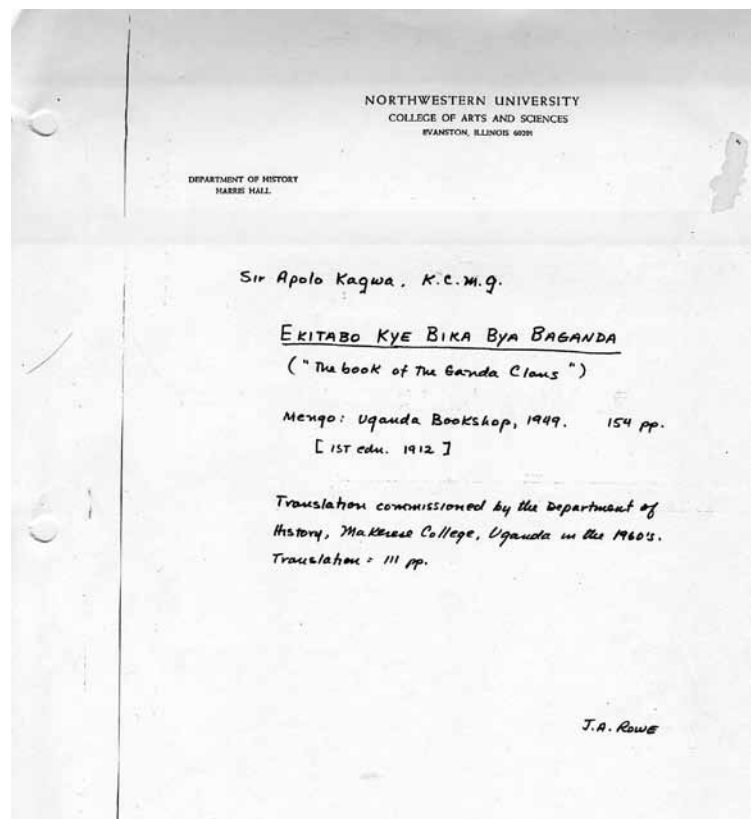 NORTHWESTERN UNIVERSITY
COLLEGE OF ARTS AND SCIENCES
EVANSTON, ILLINOIS 60201
DEPARTMENT OF HISTORY
HARRIS HALL
Sir Apolo Kagwa, K.C.M.G.
EKITABO KYE BIKA BYA BAGANDA
("The book of the Ganda Clans")
Mengo: Uganda Bookshop, 1949. 154 pp.
[1ST edn. 1912]
Translation commissioned by the Department of
History, Makerere College, Uganda in the 1960's.
Translation = 111 pp.
J.A. ROWE